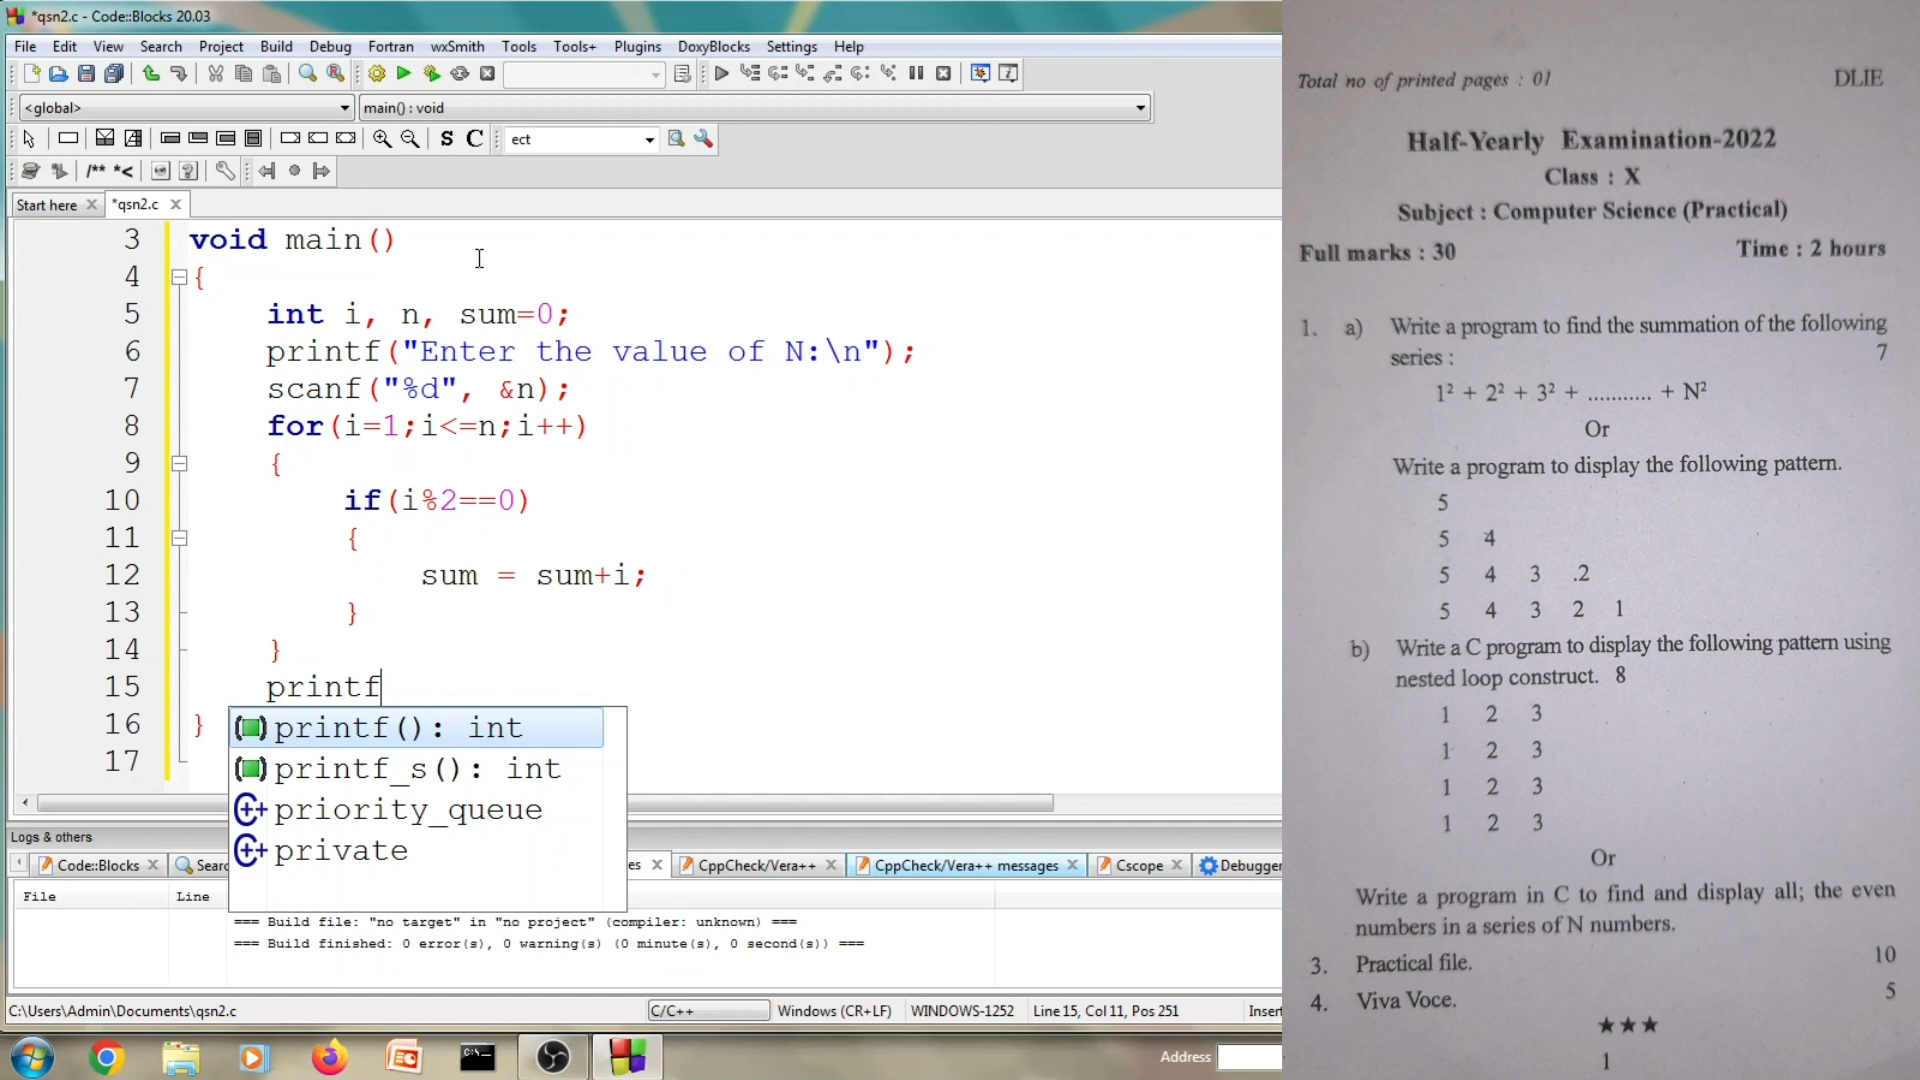 *qsn2.c - Code::Blocks 20.03
File Edit View Search Project Build Debug Fortran wxSmith Tools Tools+ Plugins DoxyBlocks Settings Help
<global> main() : void
S C ect
/** *<
Start here *qsn2.c
3 void main()
4 {
5 int i, n, sum=0;
6 printf("Enter the value of N:\n");
7 scanf("%d", &n);
8 for(i=1;i<=n;i++)
9 {
10 if(i%2==0)
11 {
12 sum = sum+i;
13 }
14 }
15 printf
16 }
17
printf(): int
printf_s(): int
priority_queue
private
Logs & others
Code::Blocks Searc es CppCheck/Vera++ CppCheck/Vera++ messages Cscope Debugger
File Line
=== Build file: "no target" in "no project" (compiler: unknown) ===
=== Build finished: 0 error(s), 0 warning(s) (0 minute(s), 0 second(s)) ===
C:\Users\Admin\Documents\qsn2.c C/C++ Windows (CR+LF) WINDOWS-1252 Line 15, Col 11, Pos 251 Insert
Address
Total no of printed pages : 01 DLIE
Half-Yearly Examination-2022
Class : X
Subject : Computer Science (Practical)
Full marks : 30 Time : 2 hours
1. a) Write a program to find the summation of the following
series : 7
1² + 2² + 3² + ........... + N²
Or
Write a program to display the following pattern.
5
5 4
5 4 3 .2
5 4 3 2 1
b) Write a C program to display the following pattern using
nested loop construct. 8
1 2 3
1 2 3
1 2 3
1 2 3
Or
Write a program in C to find and display all; the even
numbers in a series of N numbers.
3. Practical file. 10
4. Viva Voce. 5
★★★
1